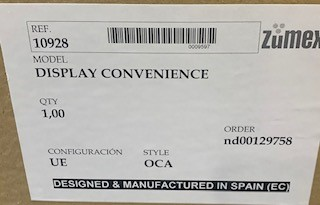 REF.
10928
0009597
zūmex
MODEL
DISPLAY CONVENIENCE
QTY
1,00
ORDER
nd00129758
CONFIGURACIÓN STYLE
UE OCA
DESIGNED & MANUFACTURED IN SPAIN (EC)